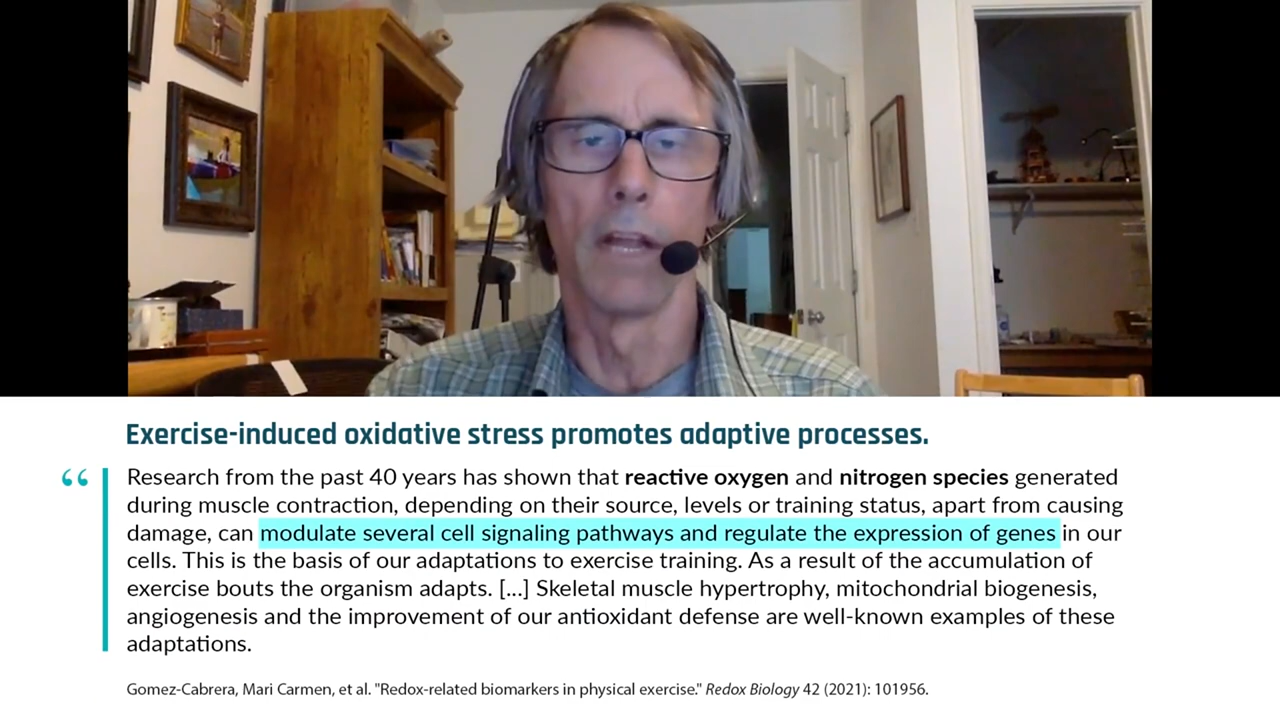 Exercise-induced oxidative stress promotes adaptive processes.
“ Research from the past 40 years has shown that reactive oxygen and nitrogen species generated
during muscle contraction, depending on their source, levels or training status, apart from causing
damage, can modulate several cell signaling pathways and regulate the expression of genes in our
cells. This is the basis of our adaptations to exercise training. As a result of the accumulation of
exercise bouts the organism adapts. [...] Skeletal muscle hypertrophy, mitochondrial biogenesis,
angiogenesis and the improvement of our antioxidant defense are well-known examples of these
adaptations.
Gomez-Cabrera, Mari Carmen, et al. "Redox-related biomarkers in physical exercise." Redox Biology 42 (2021): 101956.